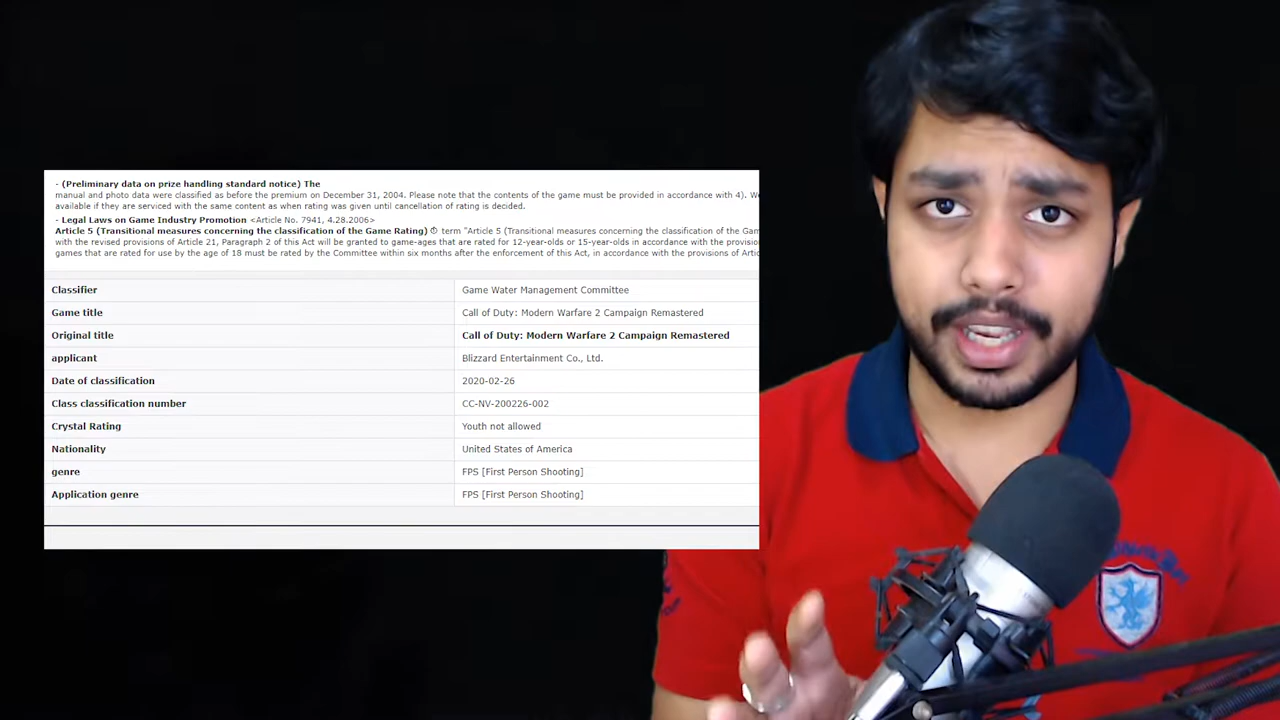 - (Preliminary data on prize handling standard notice) The
manual and photo data were classified as before the premium on December 31, 2004. Please note that the contents of the game must be provided in accordance with 4). We
available if they are serviced with the same content as when rating was given until cancellation of rating is decided.
- Legal Laws on Game Industry Promotion <Article No. 7941, 4.28.2006>
Article 5 (Transitional measures concerning the classification of the Game Rating) ⏱ term "Article 5 (Transitional measures concerning the classification of the Gam
with the revised provisions of Article 21, Paragraph 2 of this Act will be granted to game-ages that are rated for 12-year-olds or 15-year-olds in accordance with the provisio
games that are rated for use by the age of 18 must be rated by the Committee within six months after the enforcement of this Act, in accordance with the provisions of Artic
Classifier Game Water Management Committee
Game title Call of Duty: Modern Warfare 2 Campaign Remastered
Original title Call of Duty: Modern Warfare 2 Campaign Remastered
applicant Blizzard Entertainment Co., Ltd.
Date of classification 2020-02-26
Class classification number CC-NV-200226-002
Crystal Rating Youth not allowed
Nationality United States of America
genre FPS [First Person Shooting]
Application genre FPS [First Person Shooting]